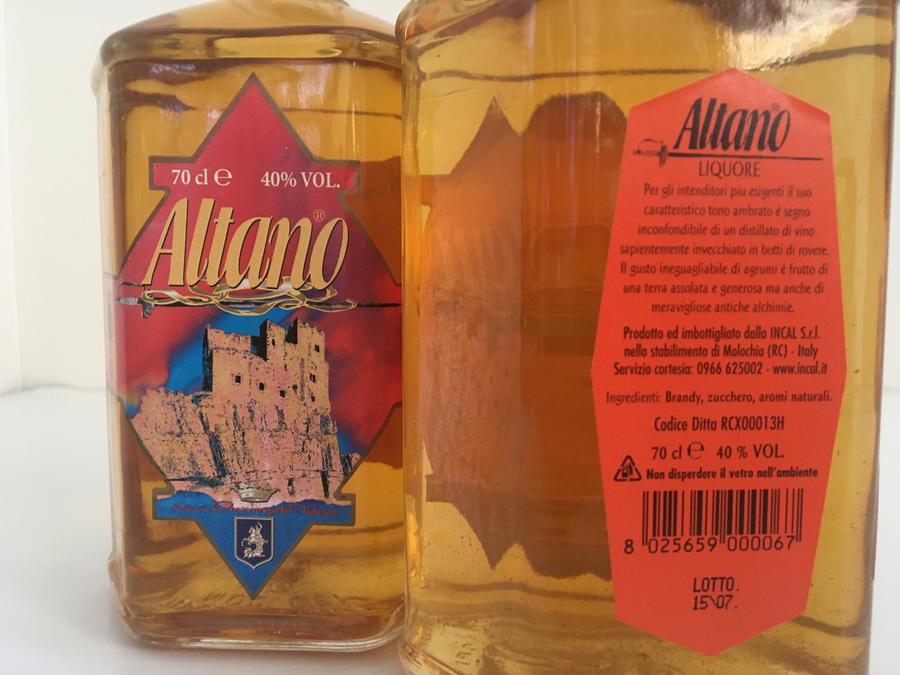 70 cl e 40% VOL.
Altano®
Altano®
LIQUORE
Per gli intenditori piu esigenti il suo
caratteristico tono ambrato é segno
inconfondibile di un distillato di vino
sapientemente invecchiato in botti di rovere.
Il gusto ineguagliabile di agrumi é frutto di
una terra assolata e generosa ma anche di
meravigliose antiche alchimie.
Prodotto ed imbottigliato dalla INCAL S.r.l.
nello stabilimento di Molochia (RC) - Italy
Servizio cortesia: 0966 625002 - www.incal.it
Ingredienti: Brandy, zucchero, aromi naturali.
Codice Ditta RCX00013H
70 cl e 40 % VOL.
Non disperdere il vetro nell'ambiente
8 025659 000067
LOTTO.
15\07.